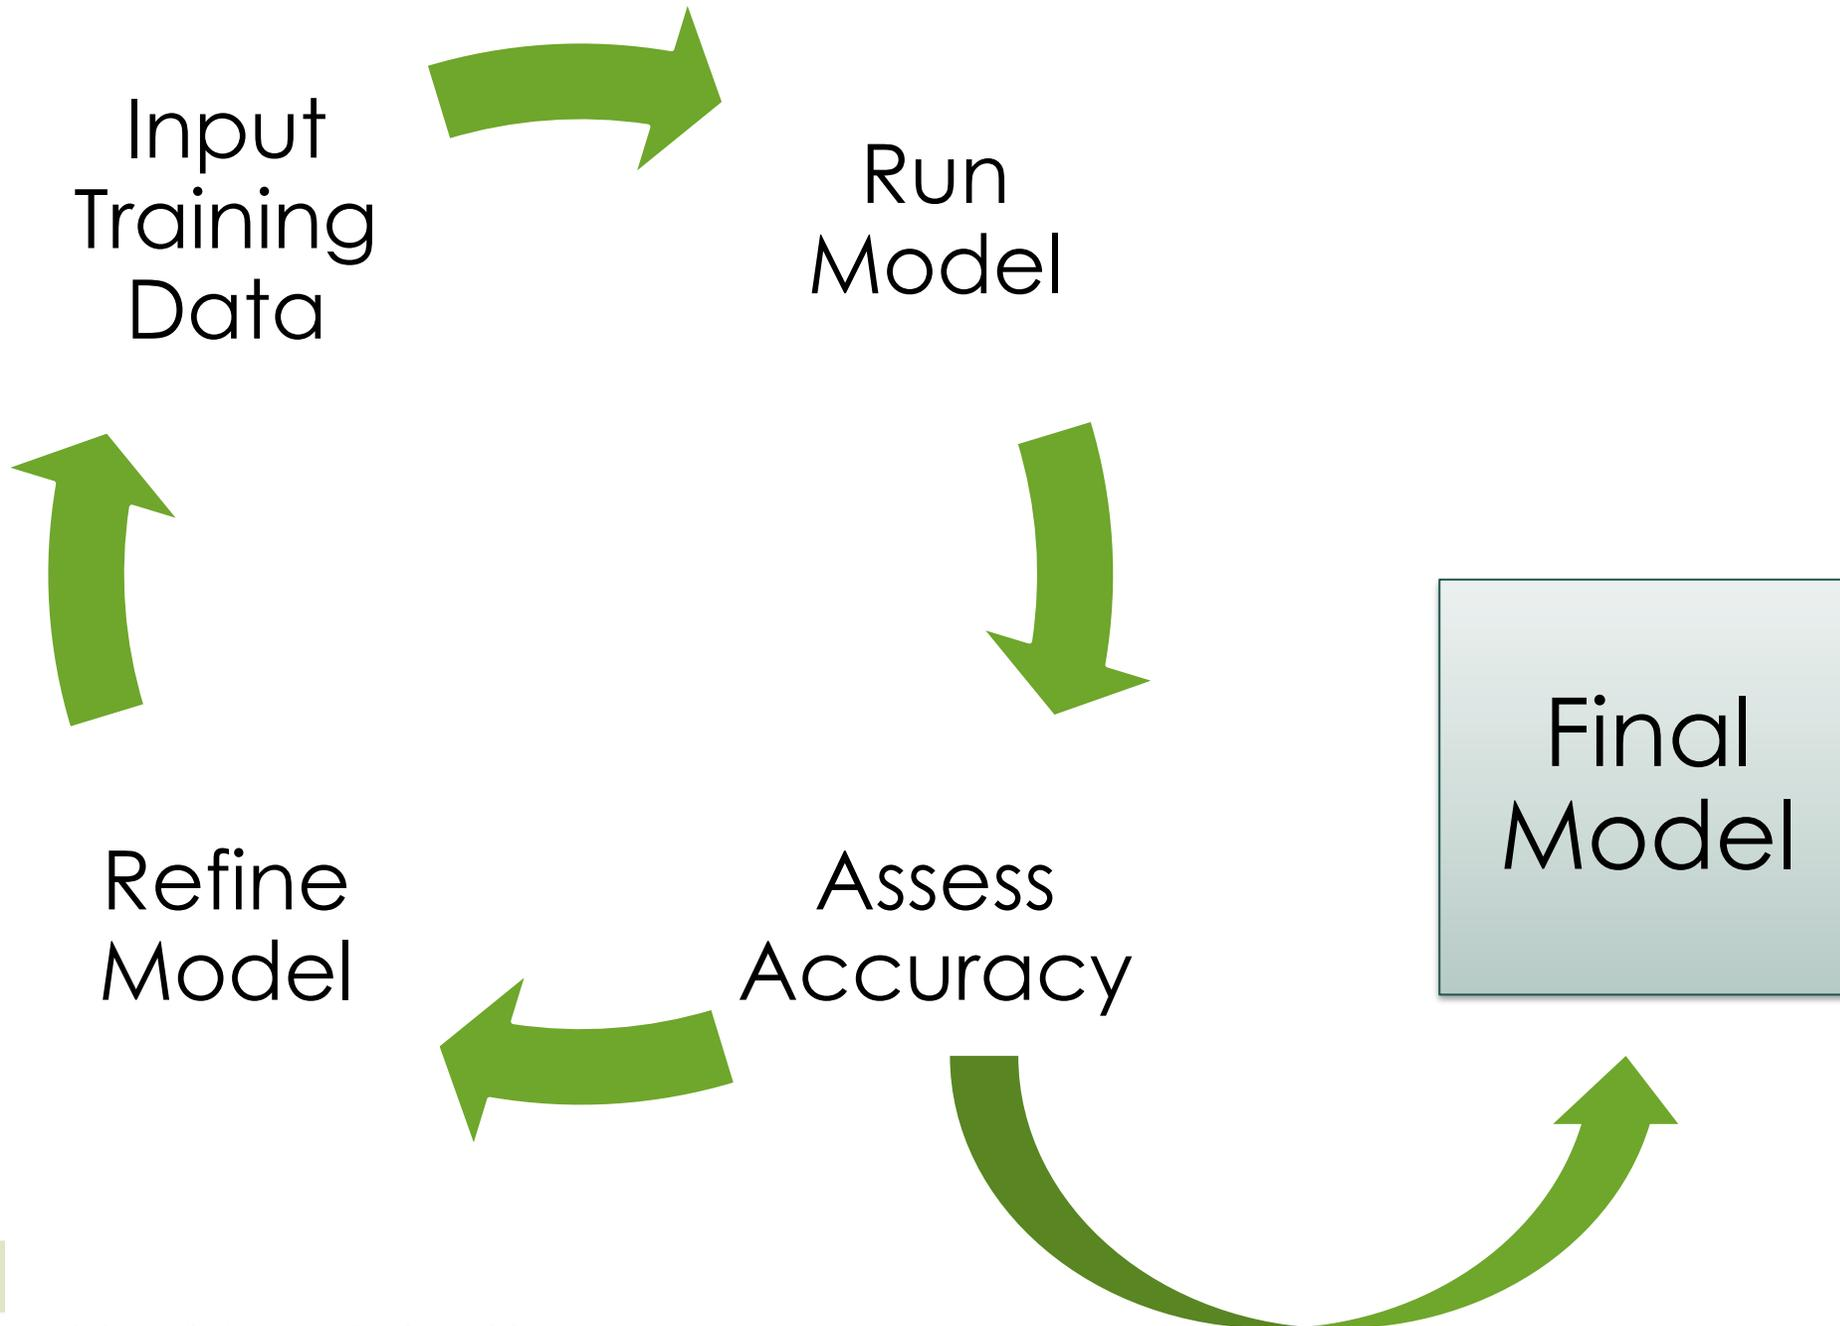 Input
Training
Data
Run
Model
Assess
Accuracy
Refine
Model
Final
Model